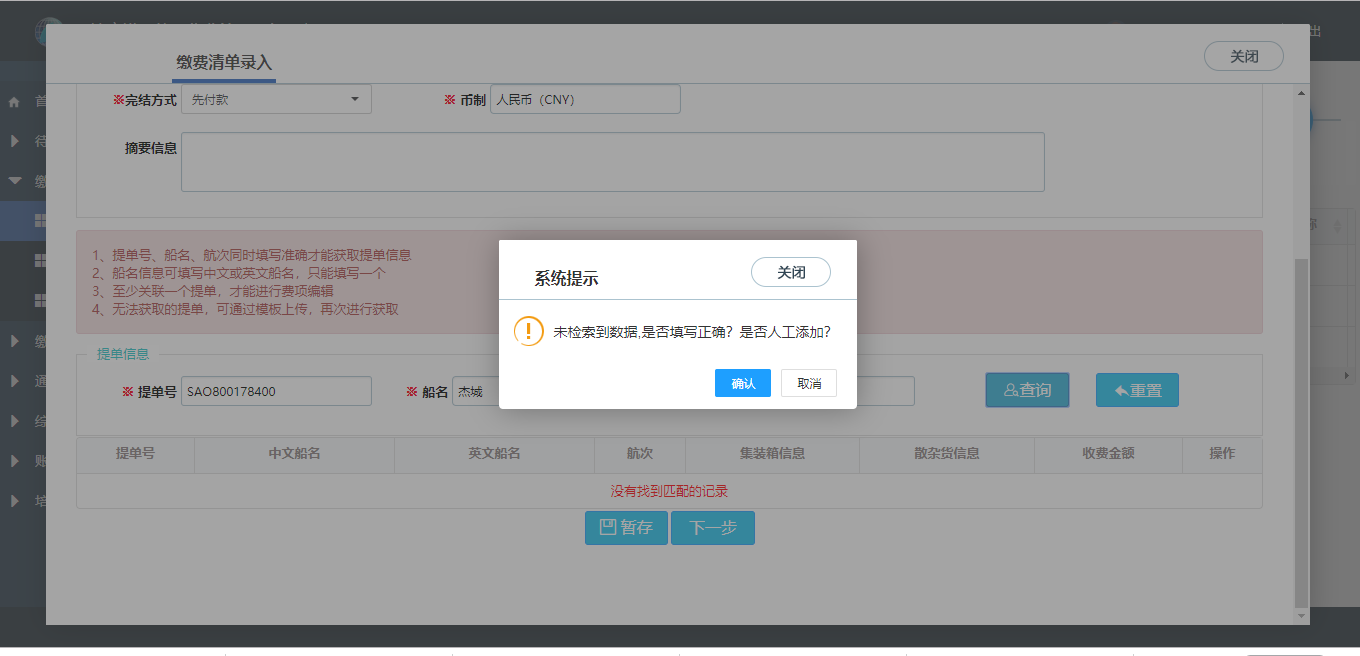 出
缴费清单录入
关闭
首
※完结方式
先付款
※ 币制
人民币（CNY）
待
摘要信息
缴
1、提单号、船名、航次同时填写准确才能获取提单信息
2、船名信息可填写中文或英文船名，只能填写一个
3、至少关联一个提单，才能进行费项编辑
4、无法获取的提单，可通过模板上传，再次进行获取
系统提示
关闭
未检索到数据,是否填写正确？是否人工添加？
确认
取消
缴
提单信息
通
※ 提单号
SAO800178400
※ 船名
杰城
查询
重置
综
提单号
中文船名
英文船名
航次
集装箱信息
散杂货信息
收费金额
操作
账
没有找到匹配的记录
培
暂存
下一步